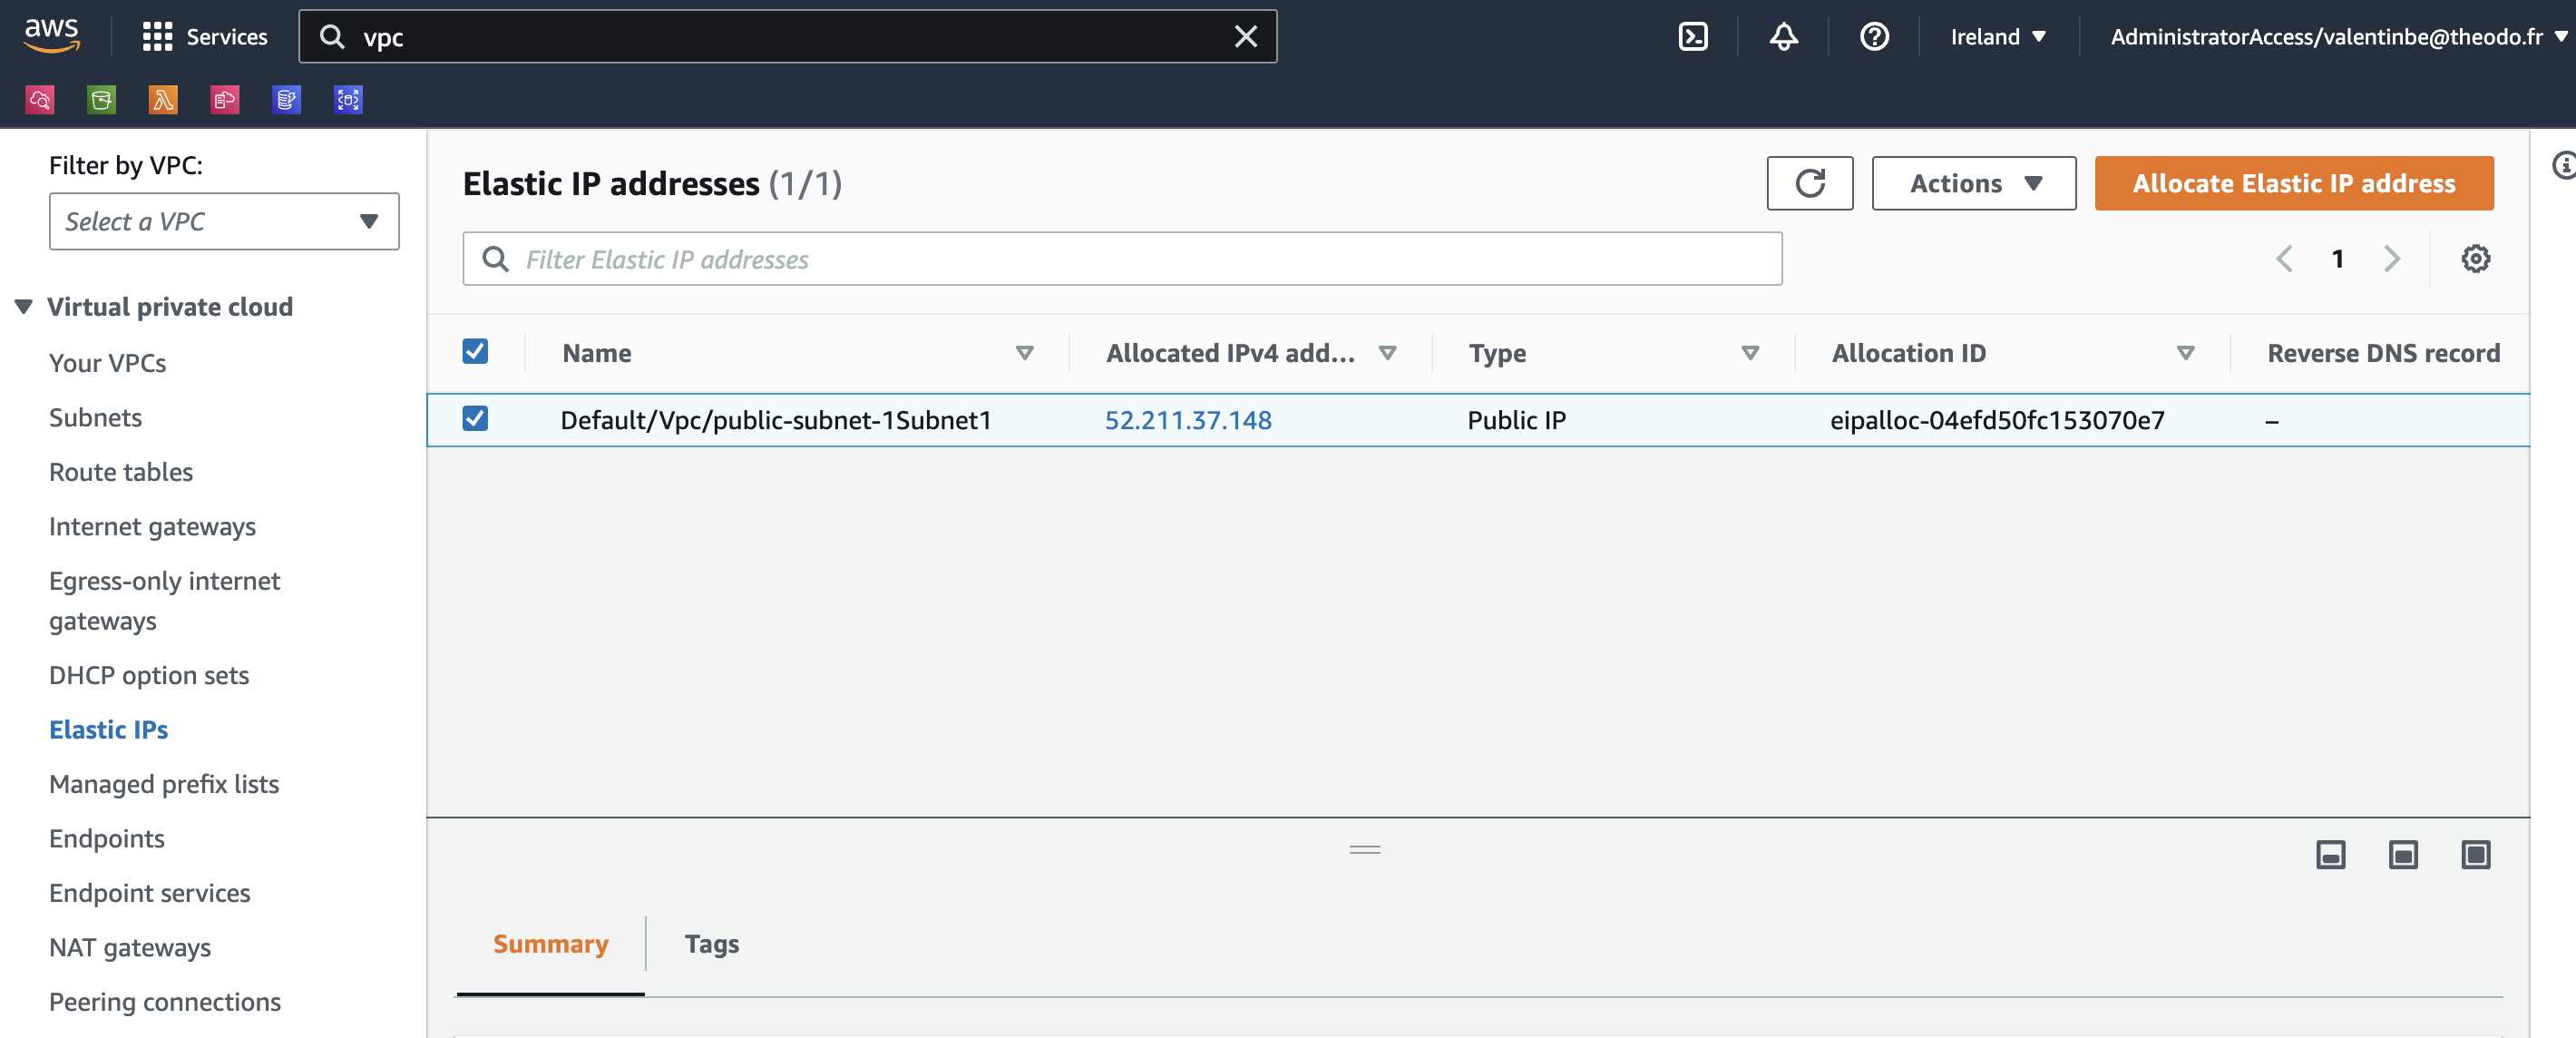 aws
Services
vpc
Ireland
AdministratorAccess/valentinbe@theodo.fr
Filter by VPC:
Select a VPC
Virtual private cloud
Your VPCs
Subnets
Route tables
Internet gateways
Egress-only internet
gateways
DHCP option sets
Elastic IPs
Managed prefix lists
Endpoints
Endpoint services
NAT gateways
Peering connections
Elastic IP addresses (1/1)
Actions
Allocate Elastic IP address
Filter Elastic IP addresses
1
Name
Allocated IPv4 add...
Type
Allocation ID
Reverse DNS record
Default/Vpc/public-subnet-1Subnet1
52.211.37.148
Public IP
eipalloc-04efd50fc153070e7
–
Summary
Tags